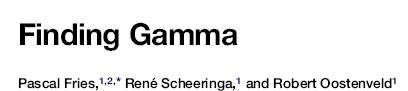 Finding Gamma
Pascal Fries,1,2,* René Scheeringa,1 and Robert Oostenveld1